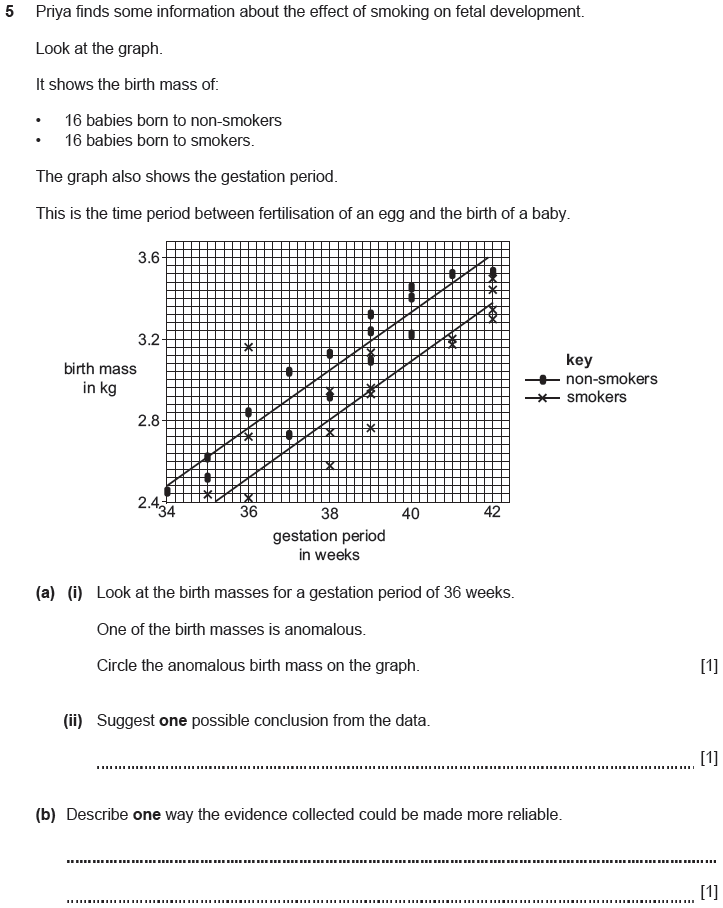 5 Priya finds some information about the effect of smoking on fetal development.
Look at the graph.
It shows the birth mass of:
• 16 babies born to non-smokers
• 16 babies born to smokers.
The graph also shows the gestation period.
This is the time period between fertilisation of an egg and the birth of a baby.
3.6
3.2
2.8
2.4
birth mass
in kg
34 36 38 40 42
gestation period
in weeks
key
non-smokers
smokers
(a) (i) Look at the birth masses for a gestation period of 36 weeks.
One of the birth masses is anomalous.
Circle the anomalous birth mass on the graph. [1]
(ii) Suggest one possible conclusion from the data.
[1]
(b) Describe one way the evidence collected could be made more reliable.
[1]